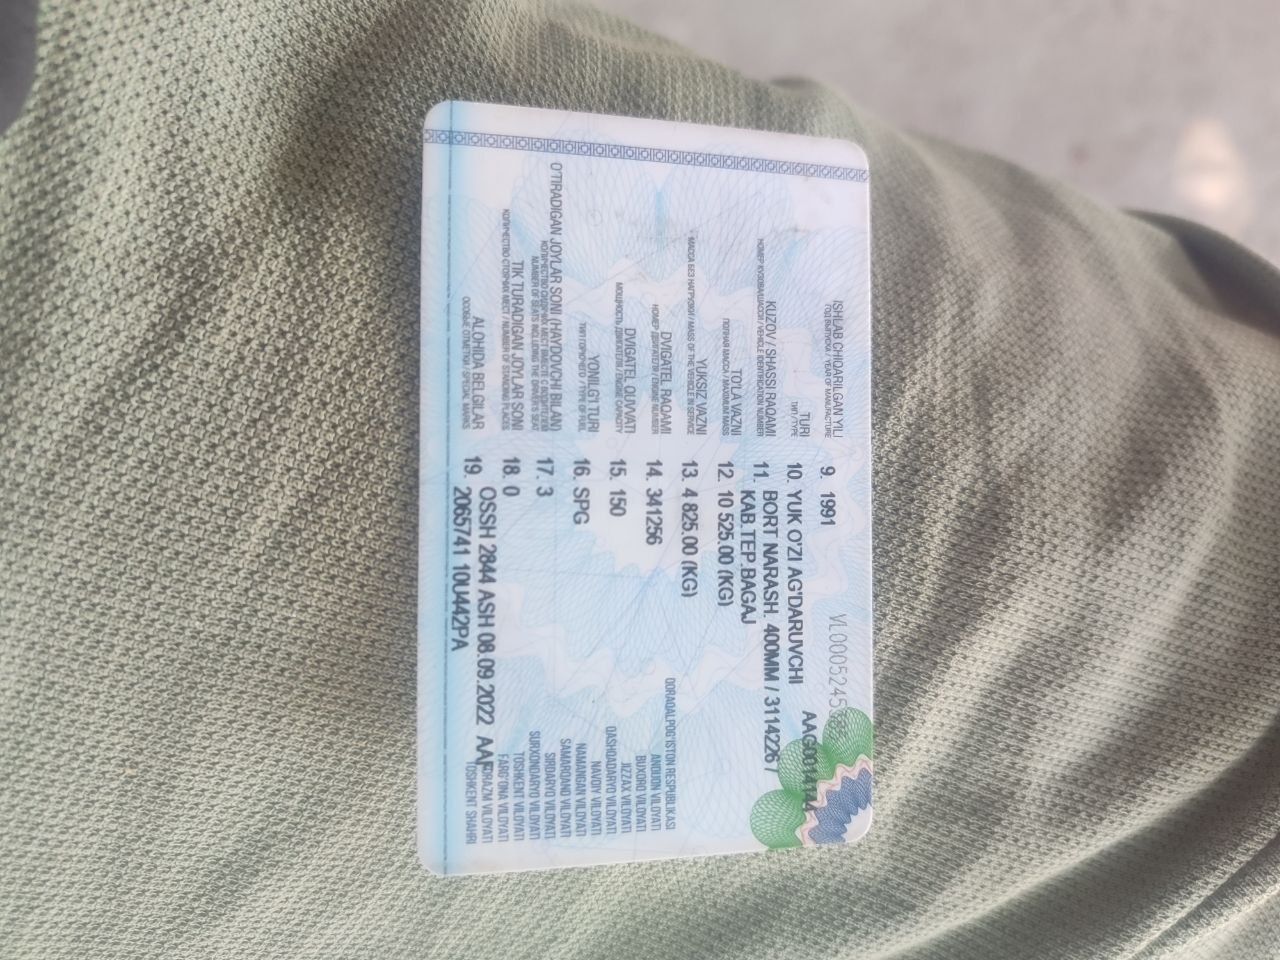 VL0005245
ISHLAB CHIQARILGAN YILI 9. 1991
ГОД ВЫПУСКА / YEAR OF MANUFACTURE
TURI 10. YUK O'ZI AG'DARUVCHI
ТИП / TYPE
BORT NARASH. 400MM / 3114226 /
KUZOV / SHASSI RAQAMI 11. KAB.TEP.BAGAJ
НОМЕР КУЗОВА/ШАССИ / VEHICLE IDENTIFICATION NUMBER
TO'LA VAZNI 12. 10 525.00 (KG)
ПОЛНАЯ МАССА / MAXIMUM MASS
YUKSIZ VAZNI 13. 4 825.00 (KG)
МАССА БЕЗ НАГРУЗКИ / MASS OF THE VEHICLE IN SERVICE
DVIGATEL RAQAMI 14. 341256
НОМЕР ДВИГАТЕЛЯ / ENGINE NUMBER
DVIGATEL QUVVATI 15. 150
МОЩНОСТЬ ДВИГАТЕЛЯ / ENGINE CAPACITY
YONILG'I TURI 16. SPG
ТИП ГОРЮЧЕГО / TYPE OF FUEL
O'TIRADIGAN JOYLAR SONI (HAYDOVCHI BILAN) 17. 3
КОЛИЧЕСТВО СИДЯЧИХ МЕСТ ВМЕСТЕ С ВОДИТЕЛЕМ
NUMBER OF SEATS INCLUDING THE DRIVER'S SEAT
TIK TURADIGAN JOYLAR SONI 18. 0
КОЛИЧЕСТВО СТОЯЧИХ МЕСТ / NUMBER OF STANDING PLACES
OSSH 2844 ASH 08.09.2022 AAF
ALOHIDA BELGILAR 19. 2065741 10U442PA
ОСОБЫЕ ОТМЕТКИ / SPECIAL MARKS
QORAQALPOG'ISTON RESPUBLIKASI
ANDIJON VILOYATI
BUXORO VILOYATI
JIZZAX VILOYATI
QASHQADARYO VILOYATI
NAVOIY VILOYATI
NAMANGAN VILOYATI
SAMARQAND VILOYATI
SIRDARYO VILOYATI
SURXONDARYO VILOYATI
TOSHKENT VILOYATI
FARG'ONA VILOYATI
VILOYATI
TOSHKENT SHAHRI